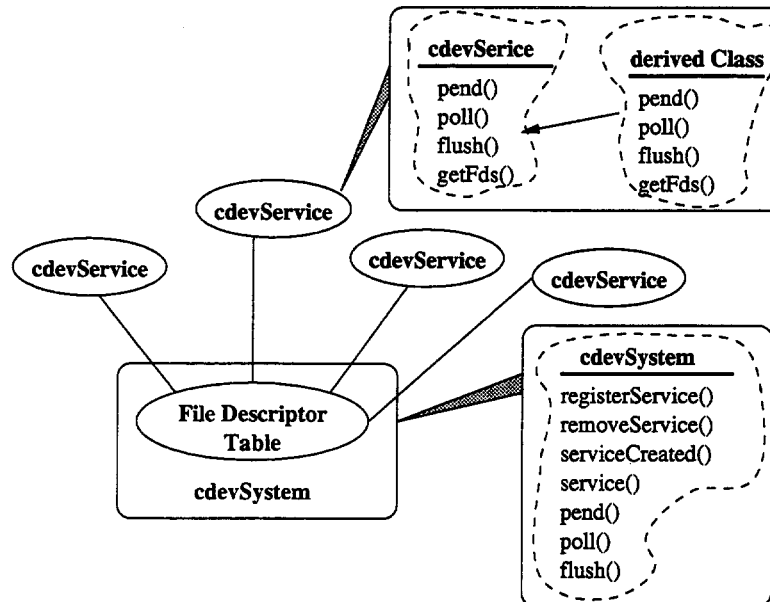 cdevSerice
pend()
poll()
flush()
getFds()
derived Class
pend()
poll()
flush()
getFds()
cdevService
cdevService
cdevService
cdevService
File Descriptor
Table
cdevSystem
cdevSystem
registerService()
removeService()
serviceCreated()
service()
pend()
poll()
flush()